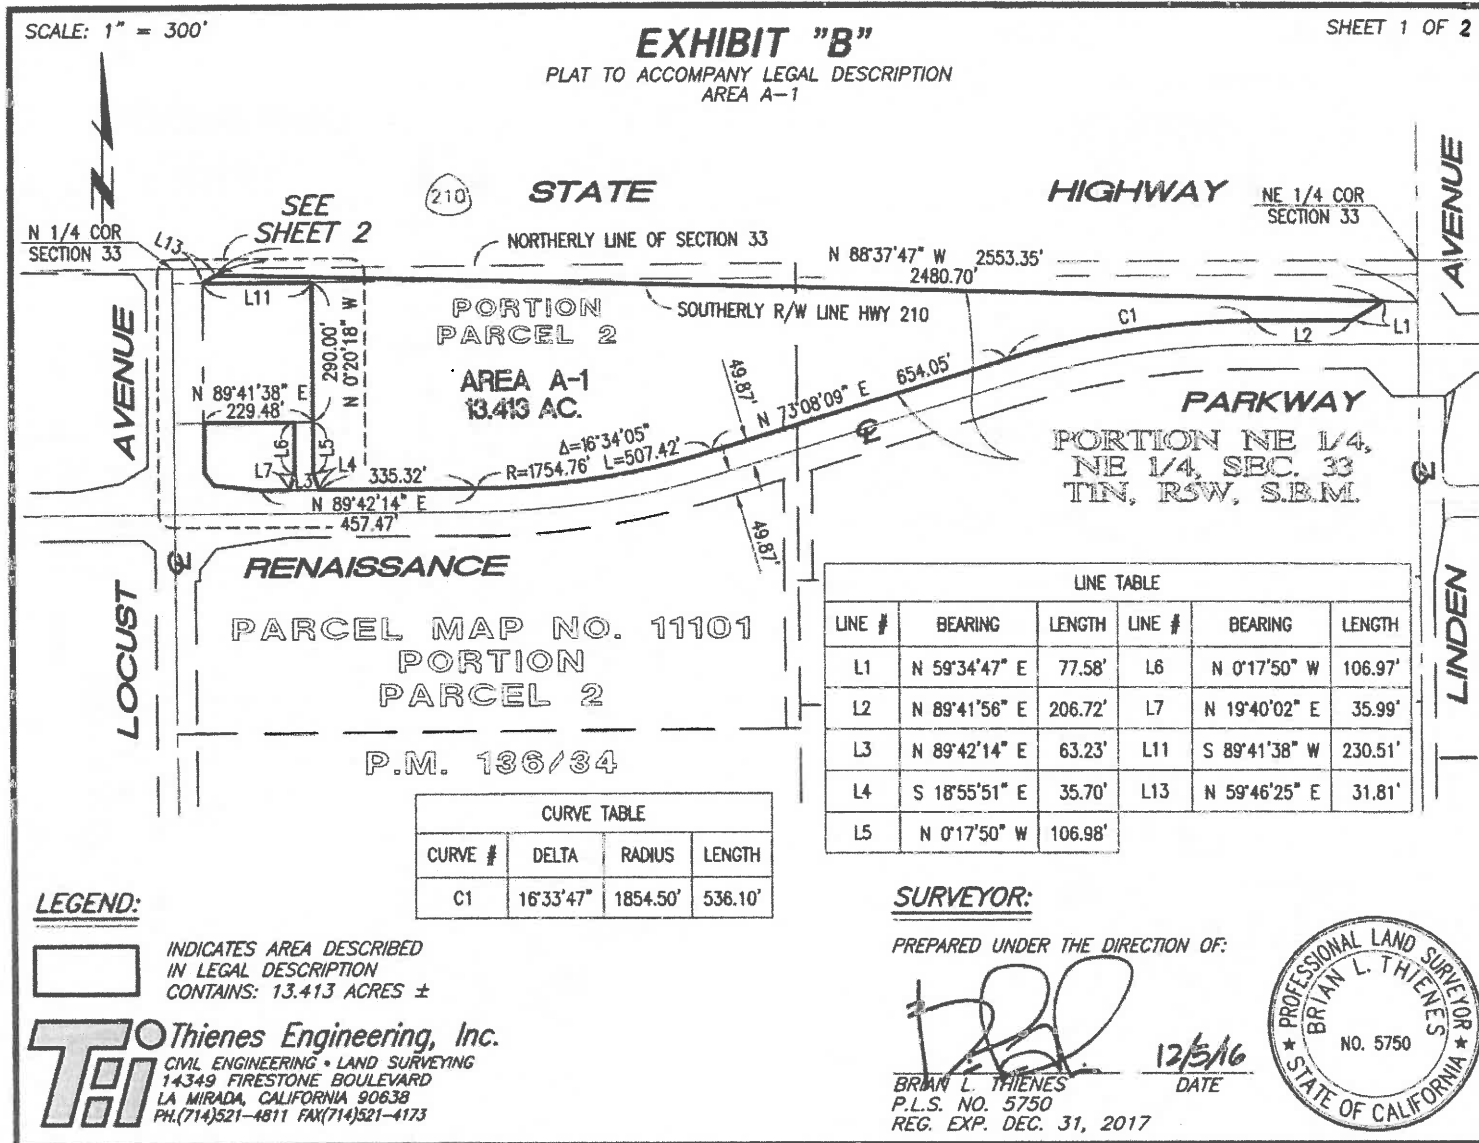 SCALE: 1" = 300'
EXHIBIT "B"
SHEET 1 OF 2
PLAT TO ACCOMPANY LEGAL DESCRIPTION
AREA A-1
210
STATE
HIGHWAY
AVENUE
NE 1/4 COR
SECTION 33
SEE
SHEET 2
N 1/4 COR
SECTION 33
L13
NORTHERLY LINE OF SECTION 33
N 88°37'47" W 2553.35'
2480.70'
L11
PORTION
PARCEL 2
SOUTHERLY R/W LINE HWY 210
C1
L2
L1
AVENUE
290.00'
N 0°20'18" W
AREA A-1
13.413 AC.
N 89°41'38" E
229.48'
49.87'
N 73°08'09" E 654.05'
PARKWAY
PORTION NE 1/4,
NE 1/4, SEC. 33
T1N, R5W, S.B.M.
L6
L5
L7
L3
L4
335.32'
Δ=16°34'05"
R=1754.76' L=507.42'
N 89°42'14" E
457.47'
49.87'
RENAISSANCE
LOCUST
LINDEN
PARCEL MAP NO. 11101
PORTION
PARCEL 2
P.M. 136/34
LINE TABLE
LINE # BEARING LENGTH LINE # BEARING LENGTH
L1 N 59°34'47" E 77.58' L6 N 0°17'50" W 106.97'
L2 N 89°41'56" E 206.72' L7 N 19°40'02" E 35.99'
L3 N 89°42'14" E 63.23' L11 S 89°41'38" W 230.51'
L4 S 18°55'51" E 35.70' L13 N 59°46'25" E 31.81'
L5 N 0°17'50" W 106.98'
CURVE TABLE
CURVE # DELTA RADIUS LENGTH
C1 16°33'47" 1854.50' 536.10'
LEGEND:
INDICATES AREA DESCRIBED
IN LEGAL DESCRIPTION
CONTAINS: 13.413 ACRES ±
Thienes Engineering, Inc.
CIVIL ENGINEERING • LAND SURVEYING
14349 FIRESTONE BOULEVARD
LA MIRADA, CALIFORNIA 90638
PH.(714)521-4811 FAX(714)521-4173
SURVEYOR:
PREPARED UNDER THE DIRECTION OF:
12/5/16
BRIAN L. THIENES
DATE
P.L.S. NO. 5750
REG. EXP. DEC. 31, 2017
PROFESSIONAL LAND SURVEYOR
BRIAN L. THIENES
NO. 5750
STATE OF CALIFORNIA